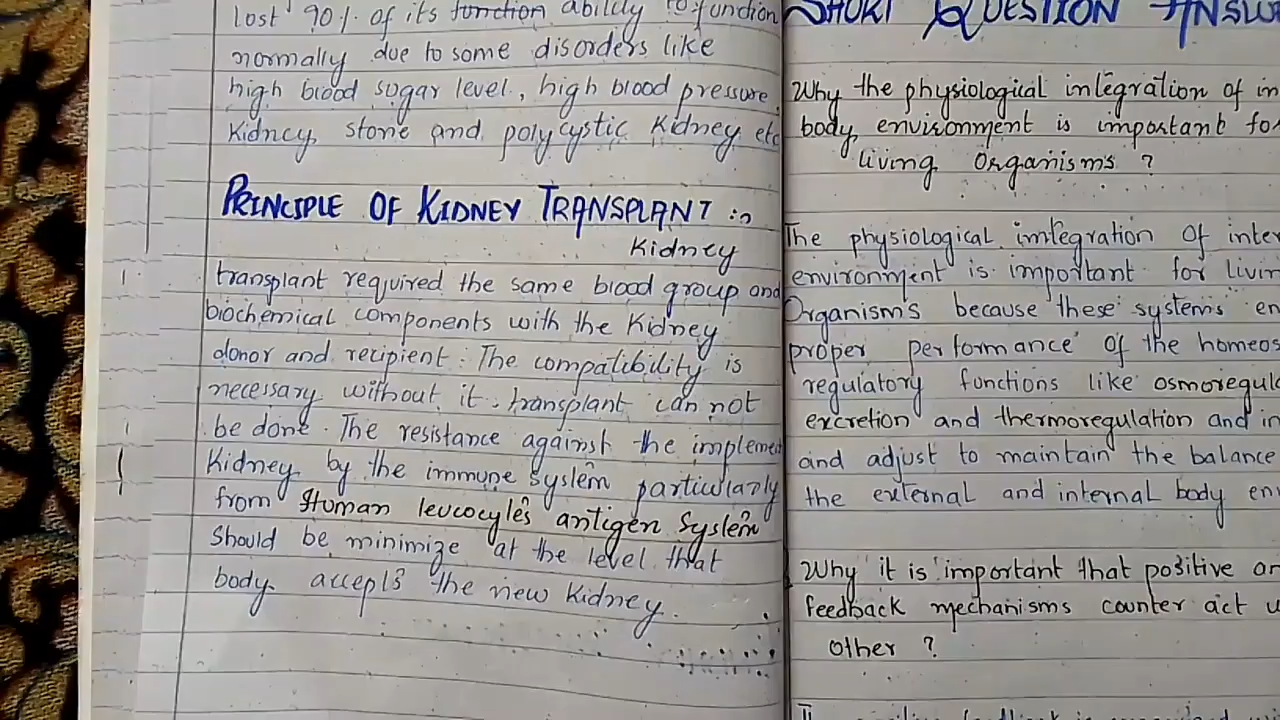 lost 90% of its function ability to function
normally due to some disorders like
high blood sugar level, high blood pressure,
Kidney stone and polycystic Kidney etc
PRINCIPLE OF KIDNEY TRANSPLANT :~
Kidney
transplant required the same blood group and
biochemical components with the Kidney
donor and recipient. The compatibility is
necessary without it, transplant can not
be done. The resistance against the implement
Kidney by the immune system particularly
from Human leucocytes antigen System
Should be minimize at the level that
body accepts the new Kidney.
SHORT QUESTION ANSW
Why the physiological integration of in
body environment is important for
living Organisms ?
The physiological integration of inter
environment is important for livin
Organisms because these systems en
proper performance of the homeos
regulatory functions like osmoregula
excretion and thermoregulation and in
and adjust to maintain the balance
the external and internal body env
Why it is important that positive an
feedback mechanisms counter act
other ?